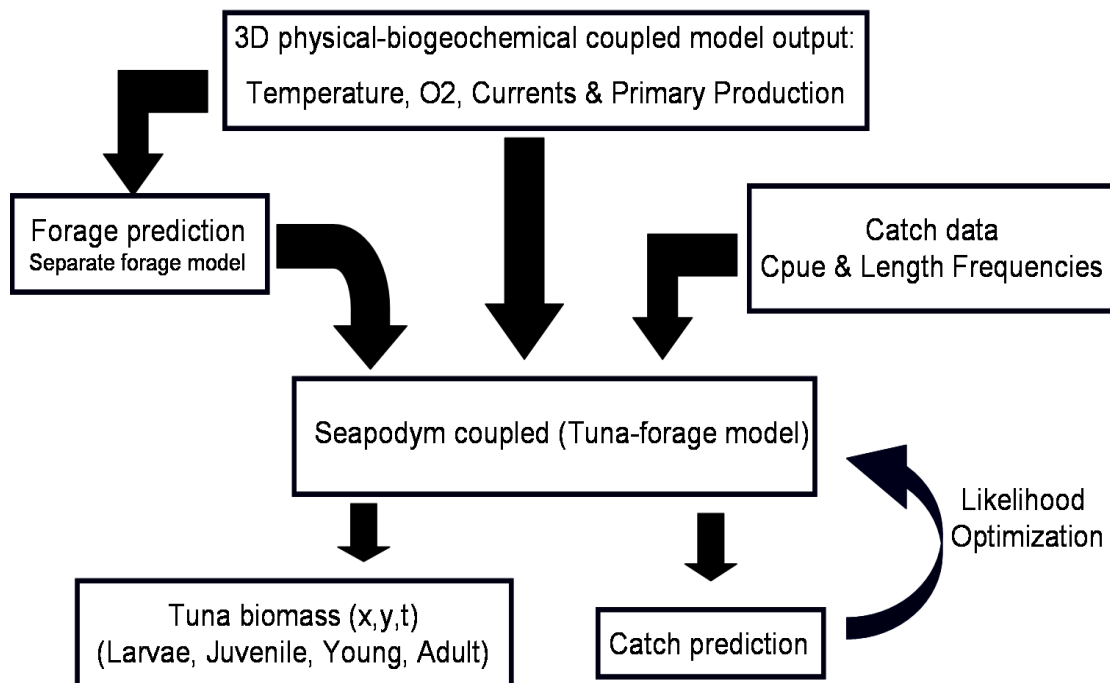 3D physical-biogeochemical coupled model output:
Temperature, O2, Currents & Primary Production
Forage prediction
Separate forage model
Catch data
Cpue & Length Frequencies
Seapodym coupled (Tuna-forage model)
Likelihood
Optimization
Tuna biomass (x,y,t)
(Larvae, Juvenile, Young, Adult)
Catch prediction